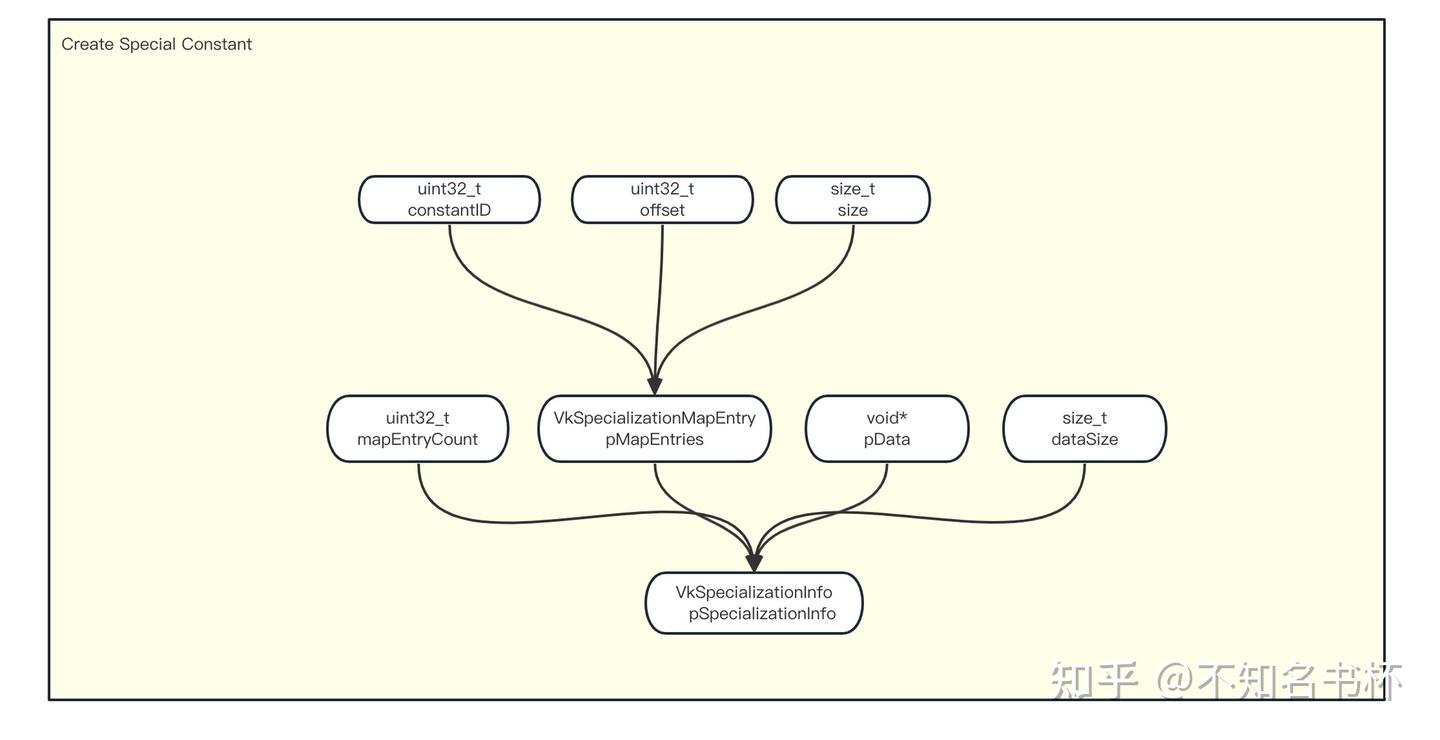 Create Special Constant
uint32_t
constantID
uint32_t
offset
size_t
size
uint32_t
mapEntryCount
VkSpecializationMapEntry
pMapEntries
void*
pData
size_t
dataSize
VkSpecializationInfo
pSpecializationInfo
知乎 @不知名书杯